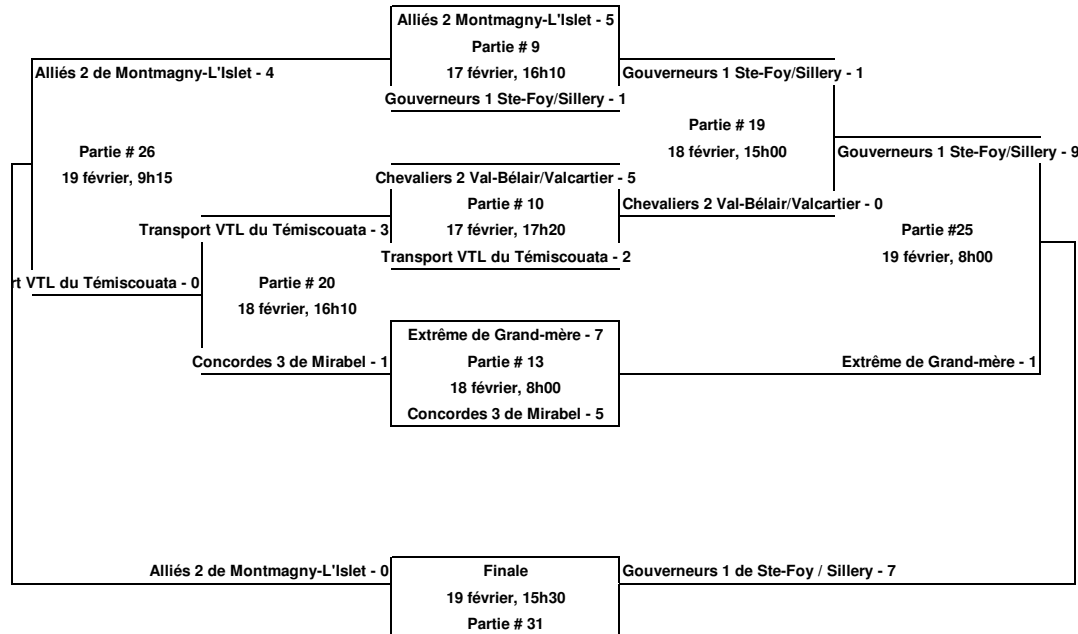 Alliés 2 Montmagny-L'Islet - 5
Partie # 9
Alliés 2 de Montmagny-L'Islet - 4
17 février, 16h10
Gouverneurs 1 Ste-Foy/Sillery - 1
Gouverneurs 1 Ste-Foy/Sillery - 1
Partie # 19
Partie # 26
18 février, 15h00
Gouverneurs 1 Ste-Foy/Sillery - 9
19 février, 9h15
Chevaliers 2 Val-Bélair/Valcartier - 5
Partie # 10
Chevaliers 2 Val-Bélair/Valcartier - 0
Transport VTL du Témiscouata - 3
17 février, 17h20
Partie #25
Transport VTL du Témiscouata - 2
19 février, 8h00
rt VTL du Témiscouata - 0
Partie # 20
18 février, 16h10
Extrême de Grand-mère - 7
Concordes 3 de Mirabel - 1
Partie # 13
Extrême de Grand-mère - 1
18 février, 8h00
Concordes 3 de Mirabel - 5
Alliés 2 de Montmagny-L'Islet - 0
Finale
Gouverneurs 1 de Ste-Foy / Sillery - 7
19 février, 15h30
Partie # 31